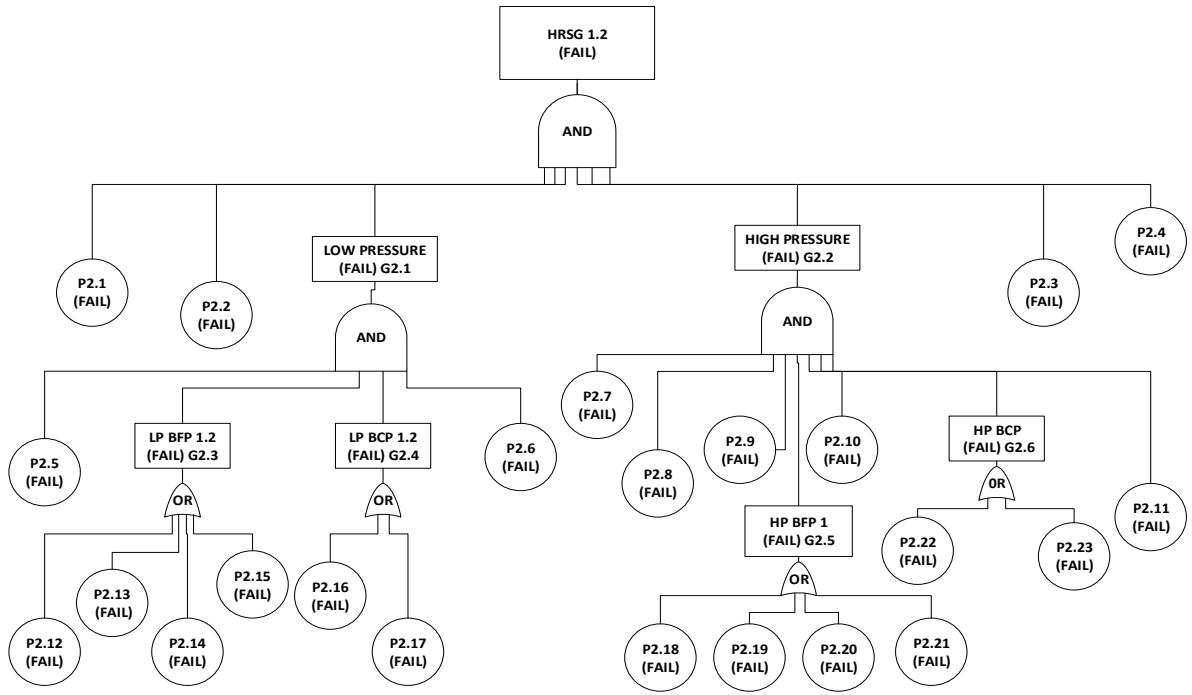 HRSG 1.2
(FAIL)
AND
LOW PRESSURE
(FAIL) G2.1
HIGH PRESSURE
(FAIL) G2.2
P2.1
(FAIL)
P2.2
(FAIL)
P2.3
(FAIL)
P2.4
(FAIL)
AND
AND
P2.5
(FAIL)
LP BFP 1.2
(FAIL) G2.3
LP BCP 1.2
(FAIL) G2.4
P2.6
(FAIL)
P2.7
(FAIL)
P2.8
(FAIL)
P2.9
(FAIL)
P2.10
(FAIL)
HP BCP
(FAIL) G2.6
P2.11
(FAIL)
OR
OR
0R
HP BFP 1
(FAIL) G2.5
P2.22
(FAIL)
P2.23
(FAIL)
OR
P2.12
(FAIL)
P2.13
(FAIL)
P2.14
(FAIL)
P2.15
(FAIL)
P2.16
(FAIL)
P2.17
(FAIL)
P2.18
(FAIL)
P2.19
(FAIL)
P2.20
(FAIL)
P2.21
(FAIL)